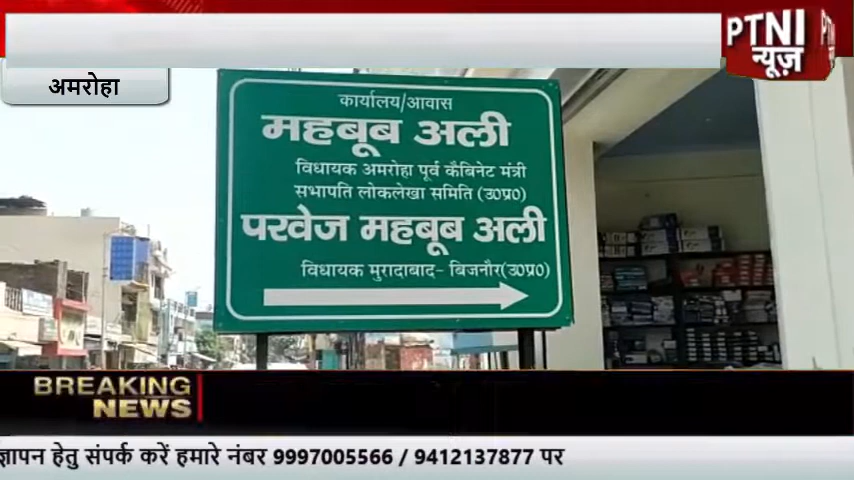 PTNI
न्यूज़
अमरोहा
कार्यालय/आवास
महबूब अली
विधायक अमरोहा पूर्व कैबिनेट मंत्री
सभापति लोकलेखा समिति (उ0प्र0)
परवेज महबूब अली
विधायक मुरादाबाद- बिजनौर(उ0प्र0)
BREAKING
NEWS
ज्ञापन हेतु संपर्क करें हमारे नंबर 9997005566 / 9412137877 पर